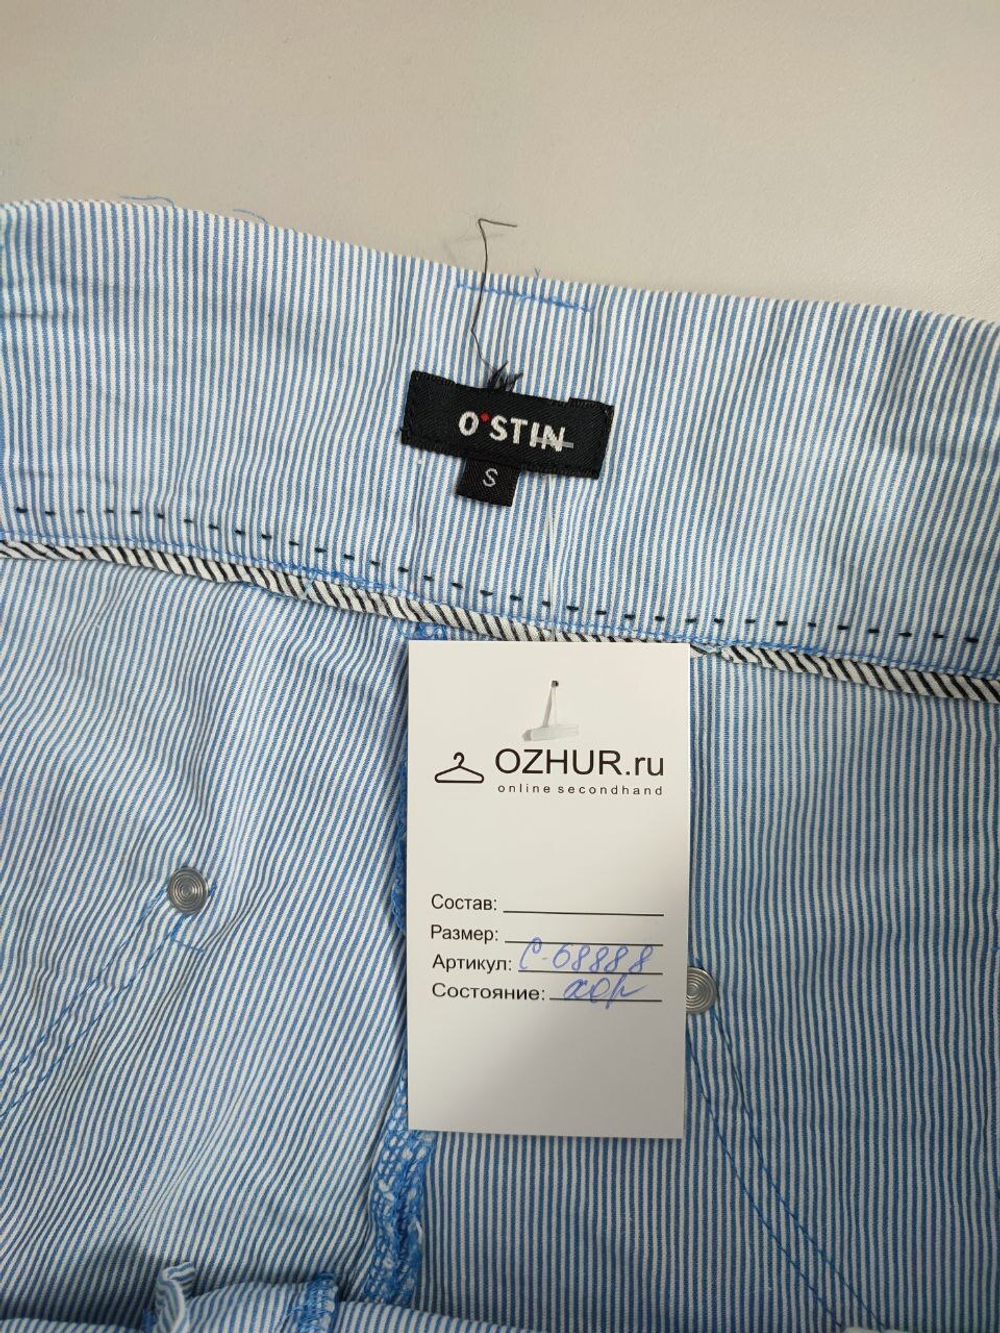 O'STIN
S
OZHUR.ru
online secondhand
Состав:
Размер:
Артикул: С-68888
Состояние: хор